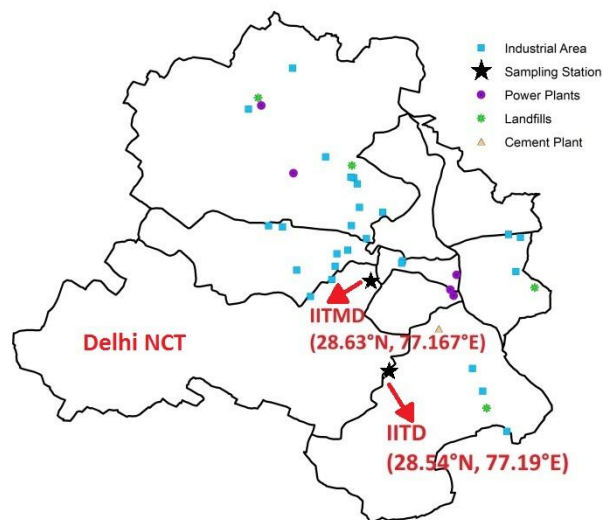 Industrial Area
Sampling Station
Power Plants
Landfills
Cement Plant
IITMD
(28.63°N, 77.167°E)
Delhi NCT
IITD
(28.54°N, 77.19°E)